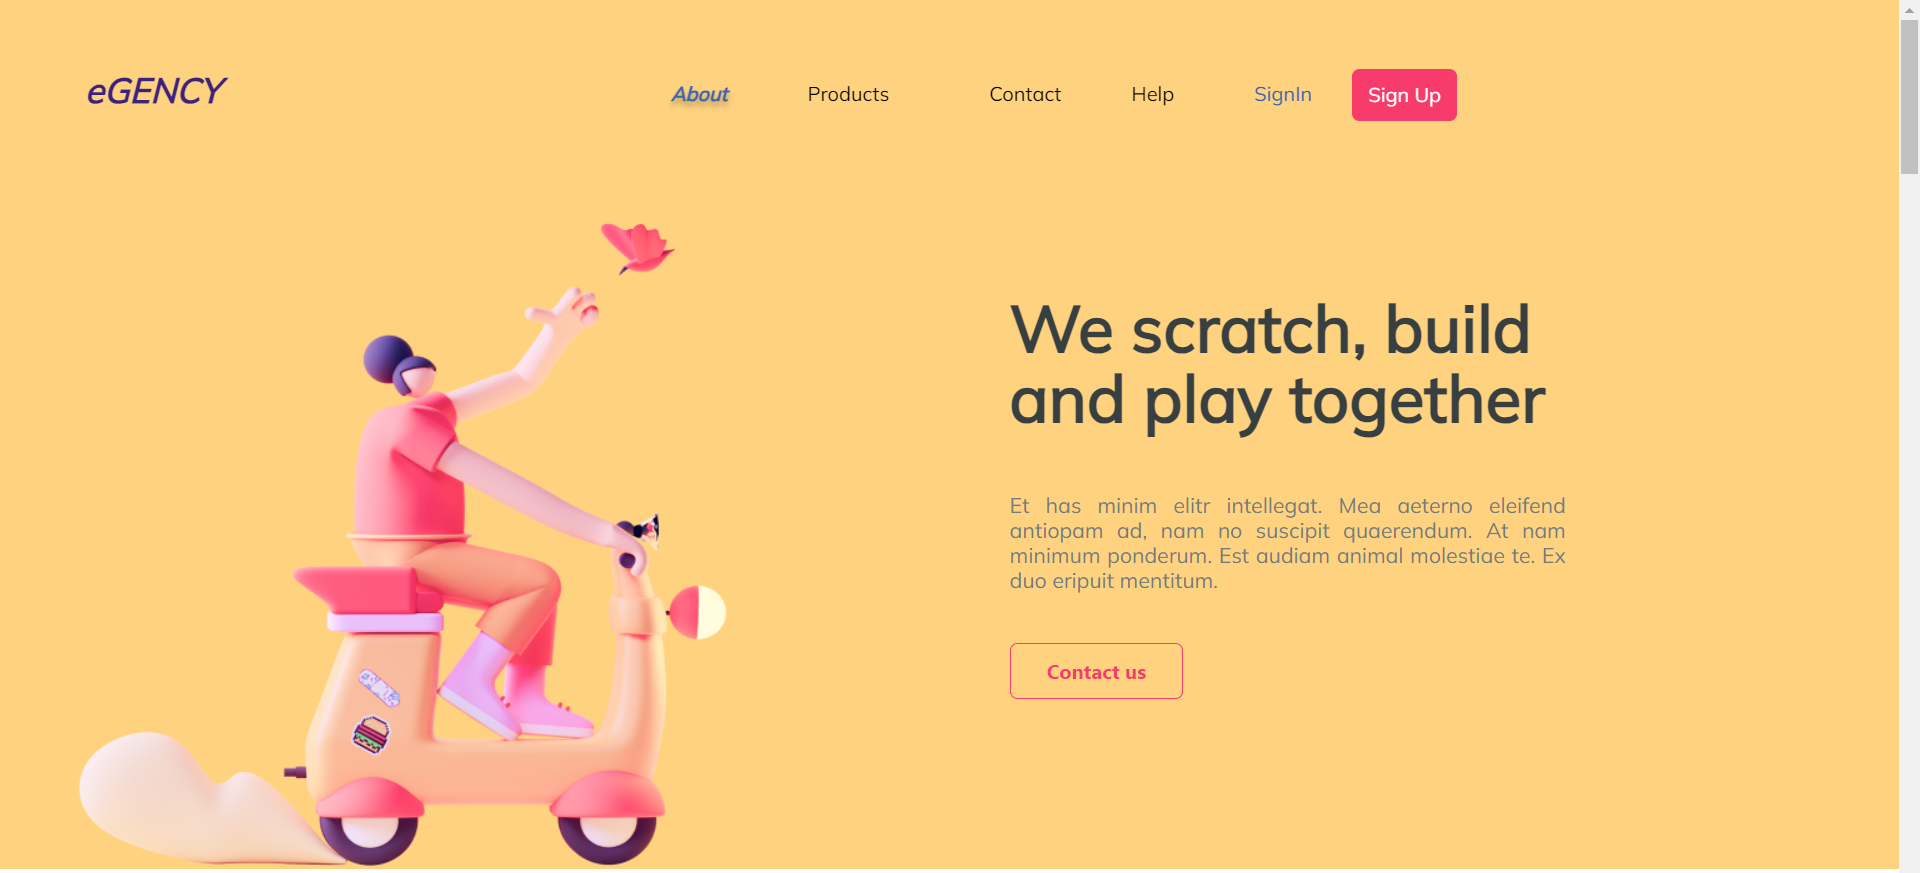 eGENCY
About Products Contact Help SignIn Sign Up
We scratch, build
and play together
Et has minim elitr intellegat. Mea aeterno eleifend
antiopam ad, nam no suscipit quaerendum. At nam
minimum ponderum. Est audiam animal molestiae te. Ex
duo eripuit mentitum.
Contact us